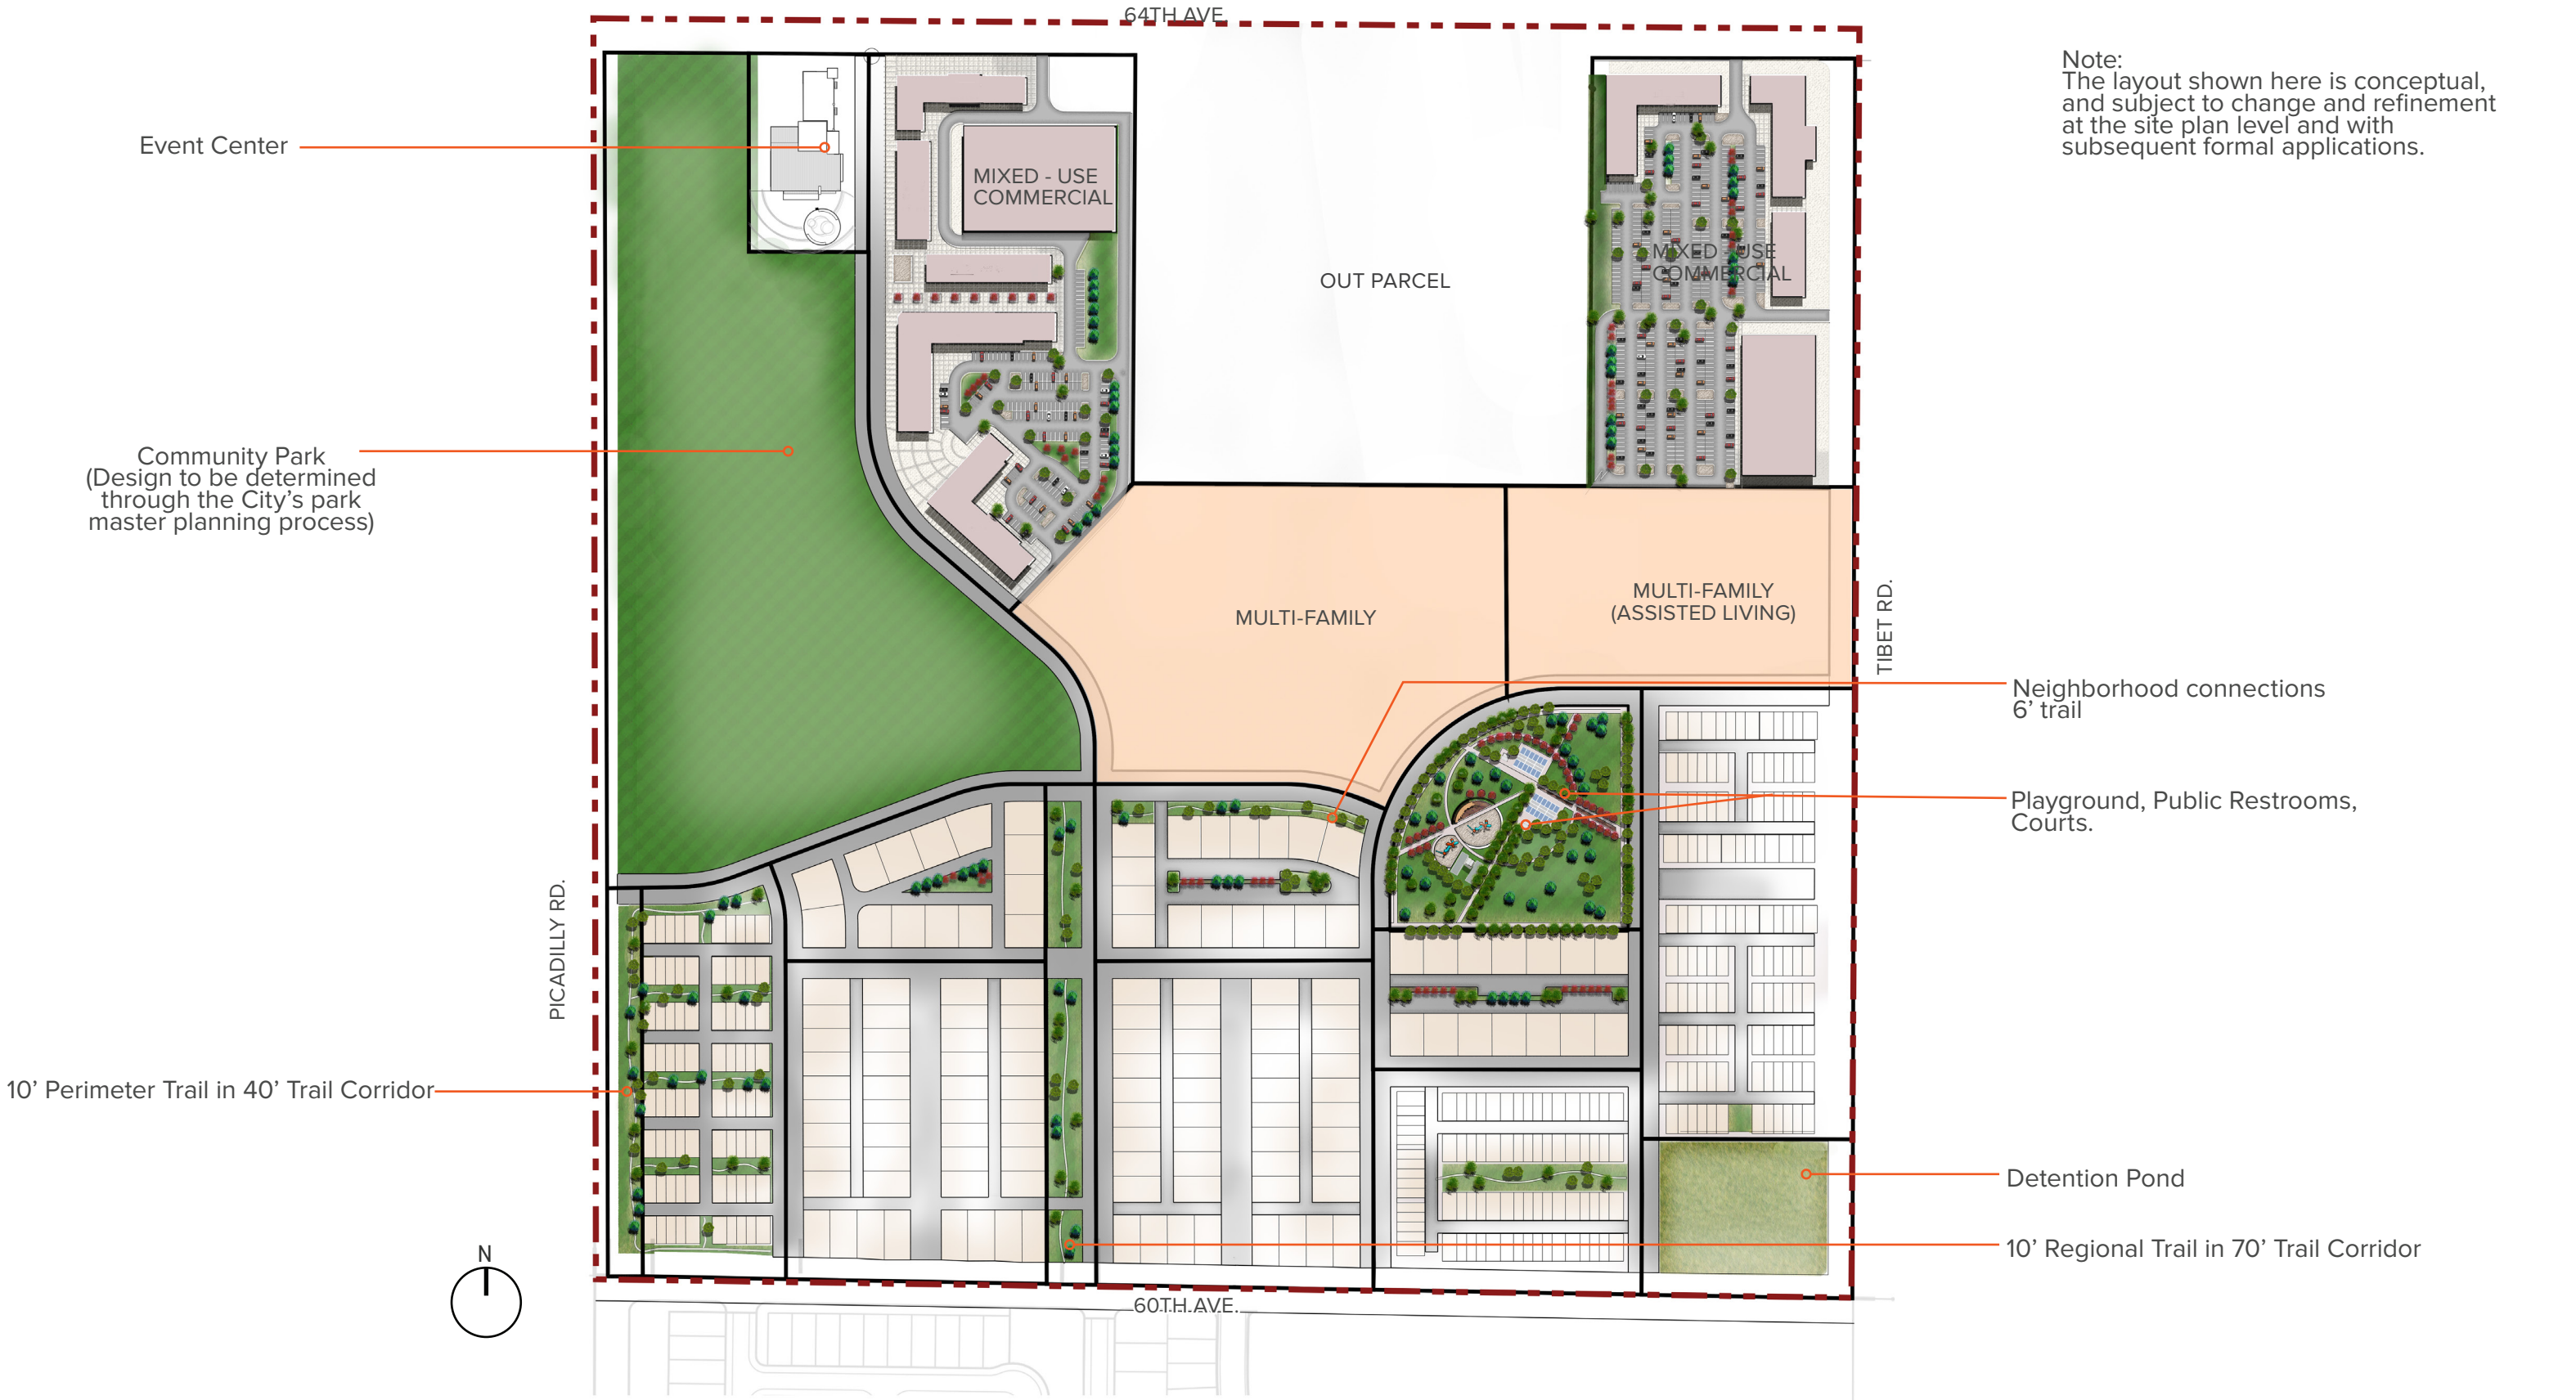 64TH AVE.
Note:
The layout shown here is conceptual,
and subject to change and refinement
at the site plan level and with
subsequent formal applications.
Event Center
MIXED - USE
COMMERCIAL
MIXED - USE
COMMERCIAL
OUT PARCEL
Community Park
(Design to be determined
through the City’s park
master planning process)
MULTI-FAMILY
MULTI-FAMILY
(ASSISTED LIVING)
TIBET RD.
Neighborhood connections
6’ trail
Playground, Public Restrooms,
Courts.
PICADILLY RD.
10’ Perimeter Trail in 40’ Trail Corridor
Detention Pond
10’ Regional Trail in 70’ Trail Corridor
N
60TH AVE.